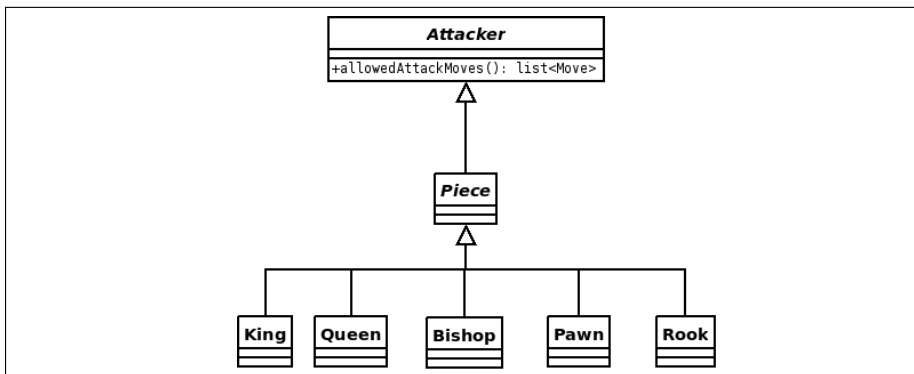 Attacker
+allowedAttackMoves(): list<Move>
Piece
King Queen Bishop Pawn Rook